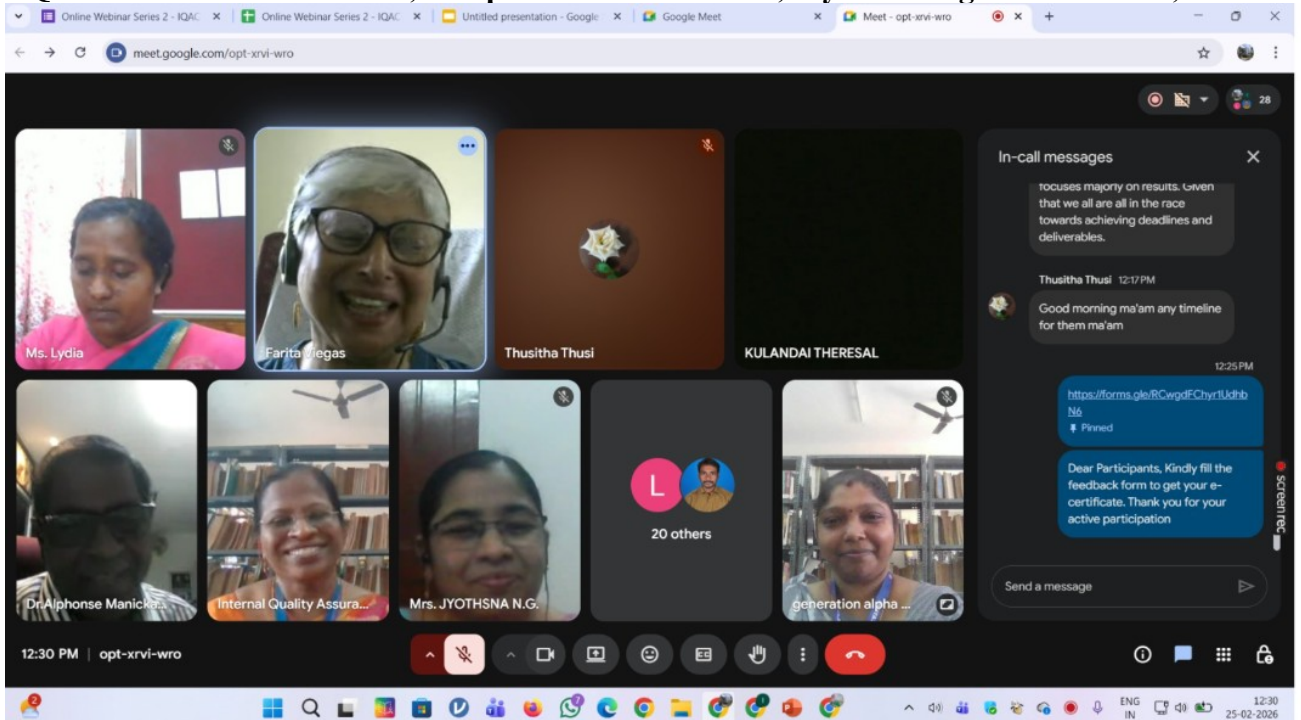 Online Webinar Series 2 - IQAC
Online Webinar Series 2 - IQAC
Untitled presentation - Google
Google Meet
Meet - opt-xrvi-wro
meet.google.com/opt-xrvi-wro
28
Ms. Lydia
Farita Viegas
Thusitha Thusi
KULANDAI THERESAL
Dr.Alphonse Manicka...
Internal Quality Assura...
Mrs. JYOTHSNA N.G.
L
20 others
generation alpha ...
In-call messages
focuses majorly on results. Given
that we all are all in the race
towards achieving deadlines and
deliverables.
Thusitha Thusi 12:17 PM
Good morning ma'am any timeline
for them ma'am
12:25 PM
https://forms.gle/RCwgdFChyr1Udhb
N6
Pinned
Dear Participants, Kindly fill the
feedback form to get your e-
certificate. Thank you for your
active participation
screenrec
Send a message
12:30 PM | opt-xrvi-wro
ENG
IN
12:30
25-02-2026